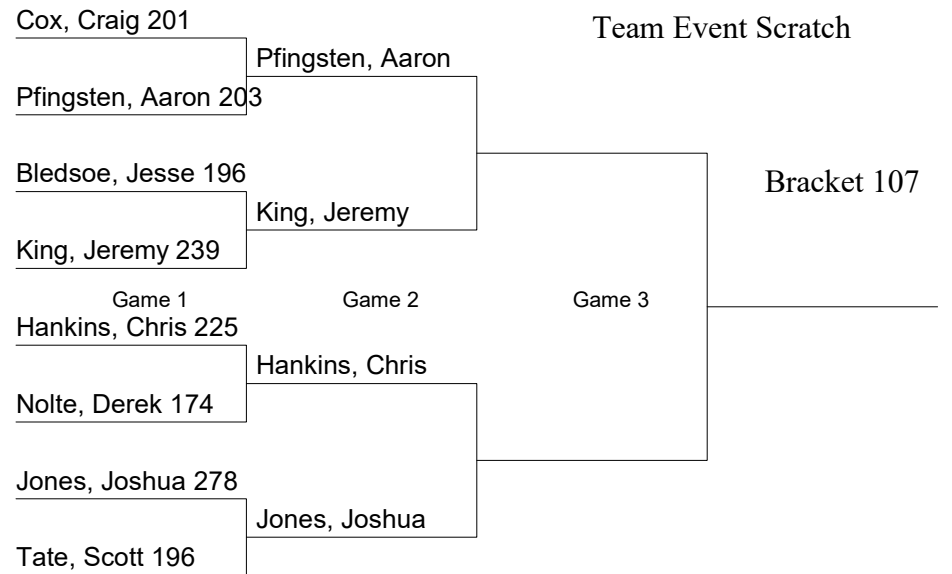 Cox, Craig 201
Team Event Scratch
Pfingsten, Aaron
Pfingsten, Aaron 203
Bledsoe, Jesse 196
Bracket 107
King, Jeremy
King, Jeremy 239
Game 1
Game 2
Game 3
Hankins, Chris 225
Hankins, Chris
Nolte, Derek 174
Jones, Joshua 278
Jones, Joshua
Tate, Scott 196